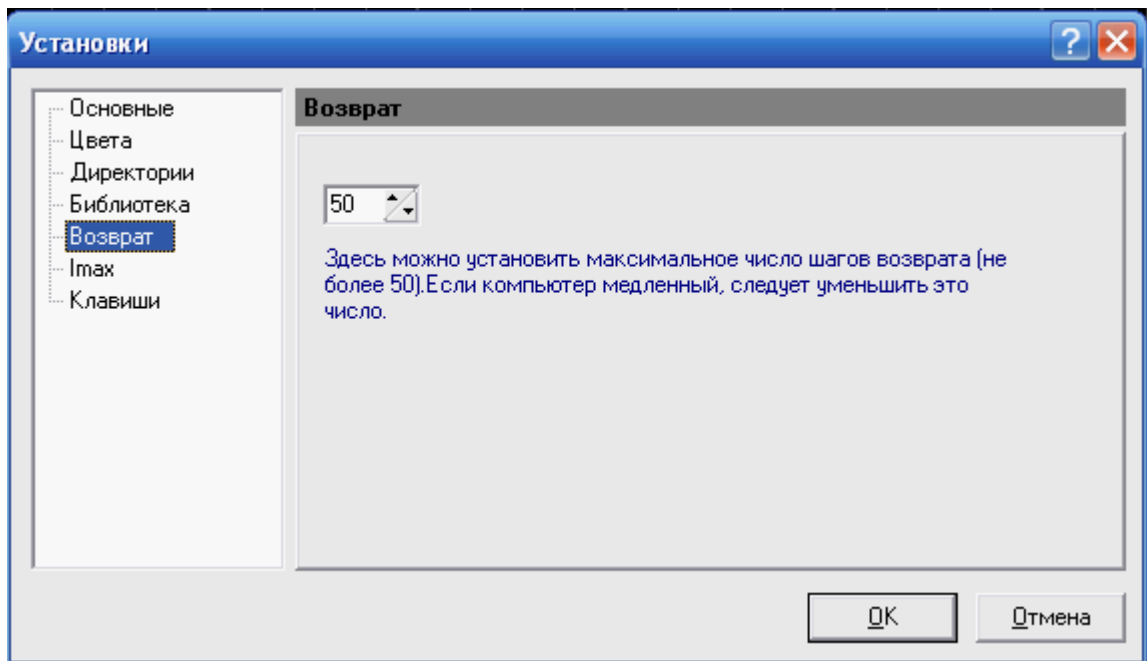 Установки
Основные
Цвета
Директории
Библиотека
Возврат
Imax
Клавиши
Возврат
50
Здесь можно установить максимальное число шагов возврата (не
более 50).Если компьютер медленный, следует уменьшить это
число.
OK
Отмена